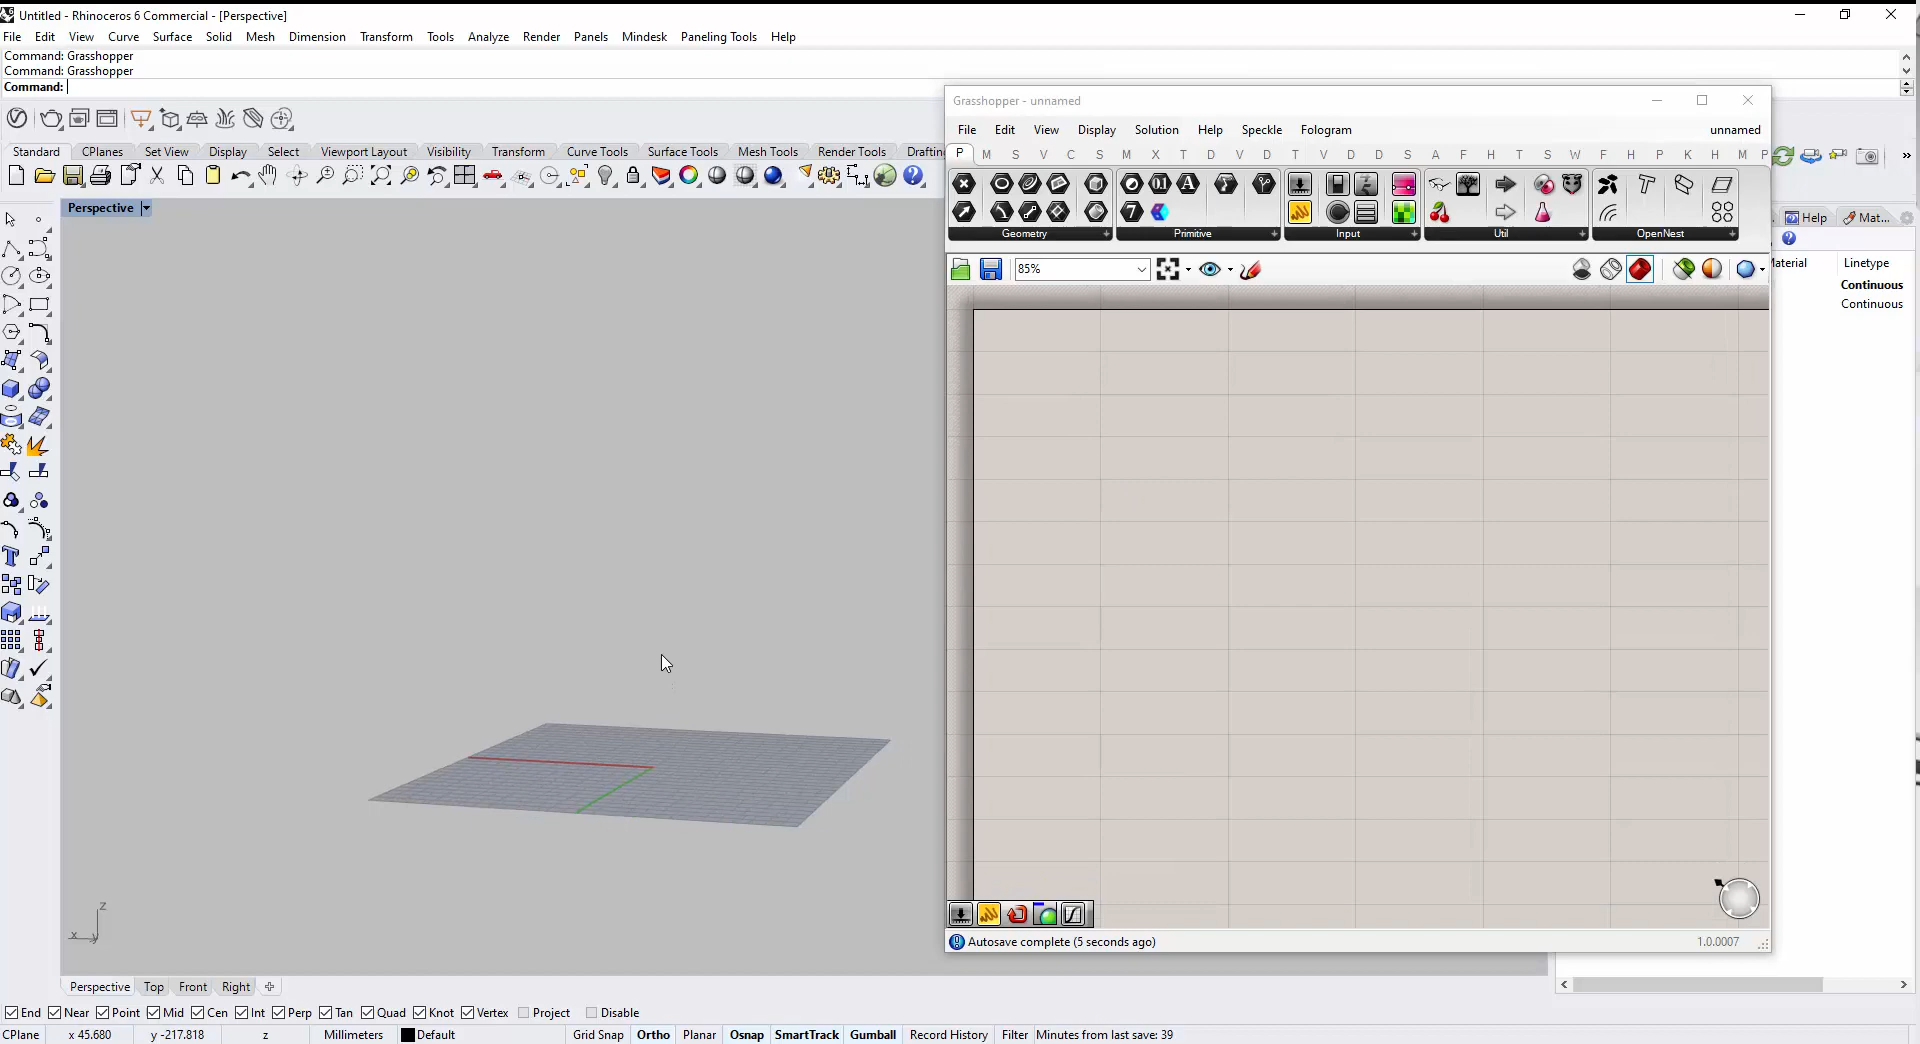 Untitled - Rhinoceros 6 Commercial - [Perspective]
File Edit View Curve Surface Solid Mesh Dimension Transform Tools Analyze Render Panels Mindesk Paneling Tools Help
Command: Grasshopper
Command: Grasshopper
Command:
Standard CPlanes Set View Display Select Viewport Layout Visibility Transform Curve Tools Surface Tools Mesh Tools Render Tools Drafting
Perspective
Grasshopper - unnamed
File Edit View Display Solution Help Speckle Fologram unnamed
P M S V C S M X T D V D T V D D S A F H T S W F H P K H M P
Geometry Primitive Input Util OpenNest
85%
Help Mat...
Material Linetype
Continuous
Continuous
z
x y
Autosave complete (5 seconds ago) 1.0.0007
Perspective Top Front Right
End Near Point Mid Cen Int Perp Tan Quad Knot Vertex Project Disable
CPlane x 45.680 y -217.818 z Millimeters Default Grid Snap Ortho Planar Osnap SmartTrack Gumball Record History Filter Minutes from last save: 39